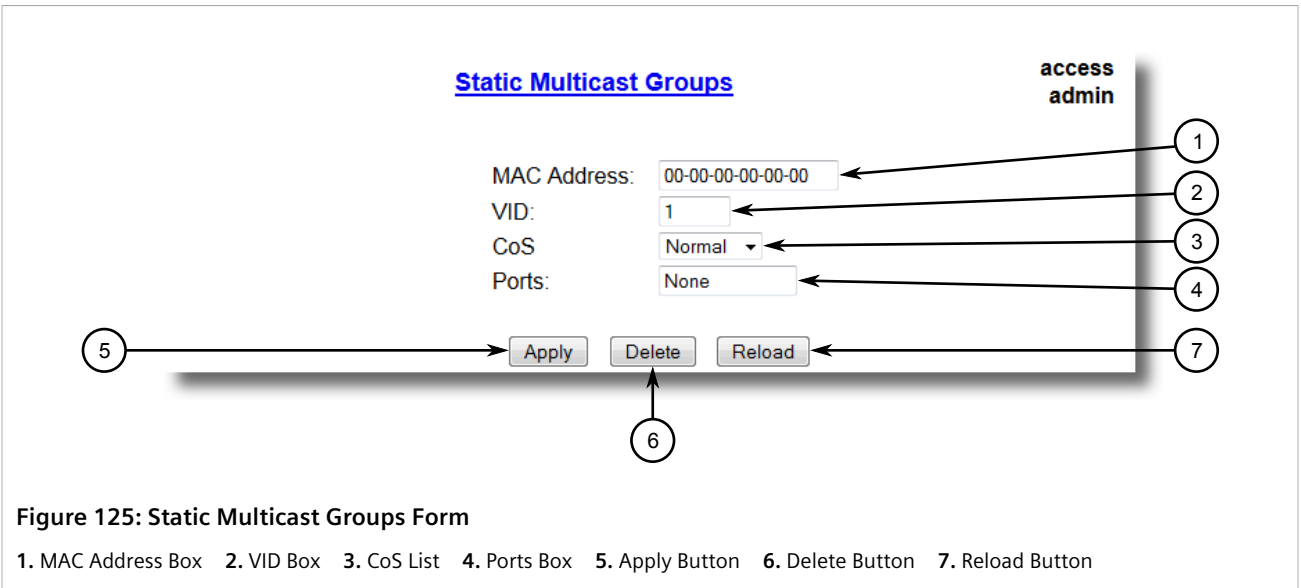 Static Multicast Groups
access
admin
1
MAC Address: 00-00-00-00-00-00
2
VID: 1
3
CoS Normal
4
Ports: None
5
Apply Delete Reload
7
6
Figure 125: Static Multicast Groups Form
1. MAC Address Box 2. VID Box 3. CoS List 4. Ports Box 5. Apply Button 6. Delete Button 7. Reload Button